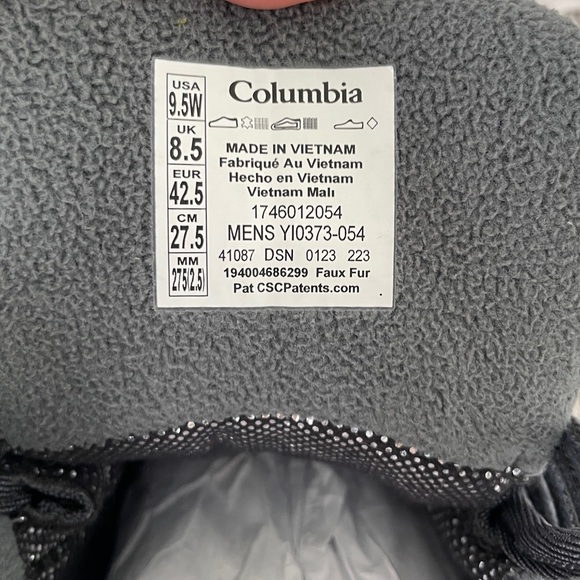 USA
9.5W
UK
8.5
EUR
42.5
CM
27.5
MM
275(2.5)
Columbia
MADE IN VIETNAM
Fabriqué Au Vietnam
Hecho en Vietnam
Vietnam Malı
1746012054
MENS YI0373-054
41087 DSN 0123 223
194004686299 Faux Fur
Pat CSCPatents.com